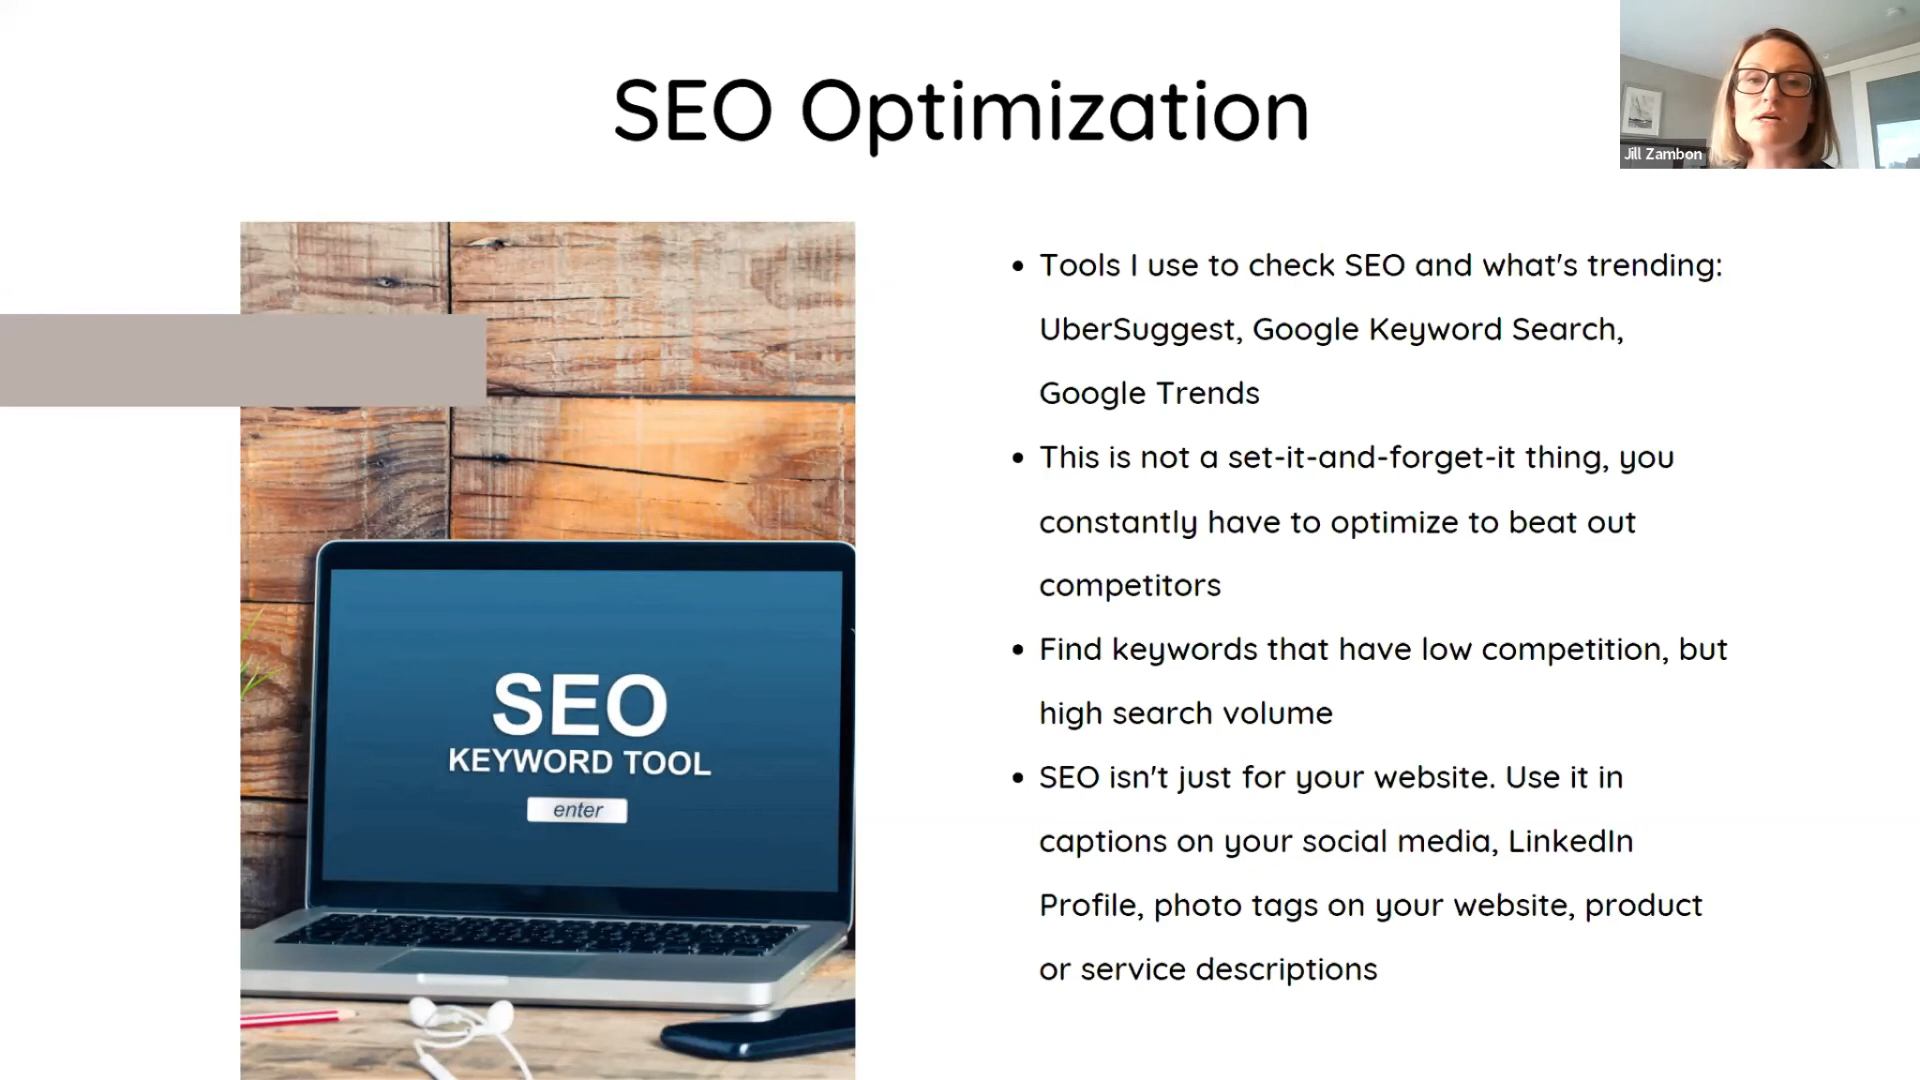 SEO Optimization
Jill Zambon
• Tools I use to check SEO and what's trending:
UberSuggest, Google Keyword Search,
Google Trends
• This is not a set-it-and-forget-it thing, you
constantly have to optimize to beat out
competitors
• Find keywords that have low competition, but
high search volume
• SEO isn't just for your website. Use it in
captions on your social media, LinkedIn
Profile, photo tags on your website, product
or service descriptions
SEO
KEYWORD TOOL
enter